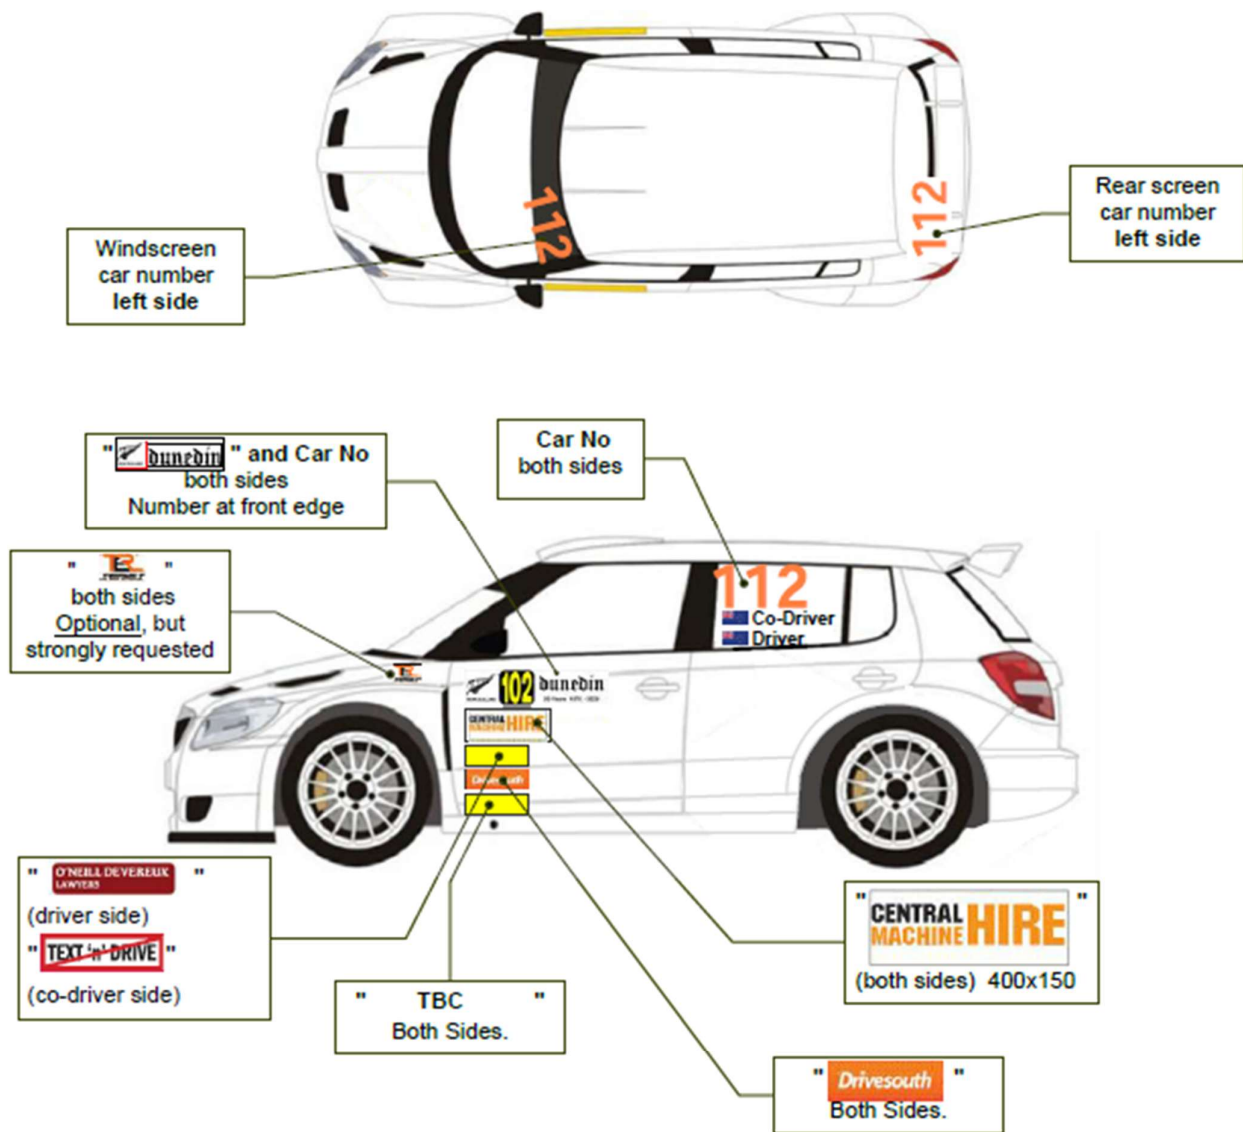 112
112
Windscreen
car number
left side
Rear screen
car number
left side
" dunedin " and Car No
both sides
Number at front edge
Car No
both sides
" "
both sides
Optional, but
strongly requested
112
Co-Driver
Driver
102 dunedin
CENTRAL
MACHINE HIRE
Drivesouth
" O'NEILL DEVEREUX "
LAWYERS
(driver side)
" TEXT 'n' DRIVE "
(co-driver side)
" TBC "
Both Sides.
" CENTRAL "
MACHINE HIRE
(both sides) 400x150
" Drivesouth "
Both Sides.